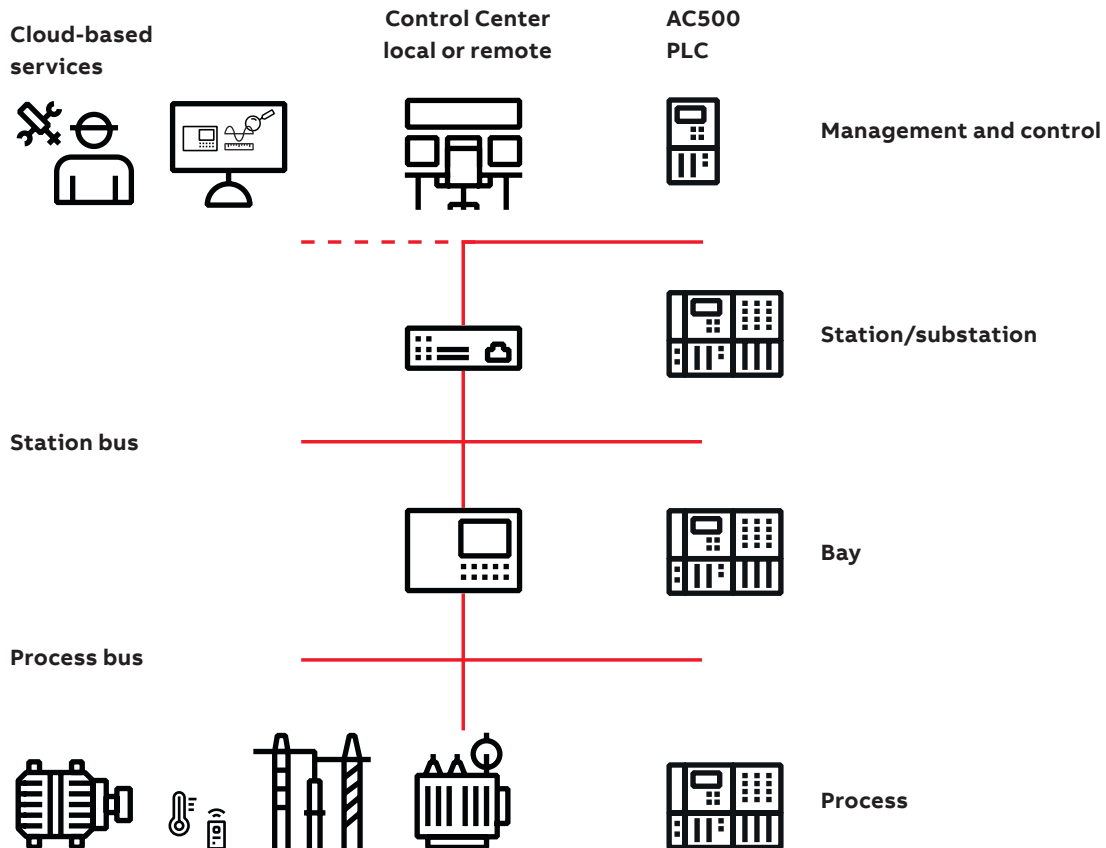 Cloud-based
services
Control Center
local or remote
AC500
PLC
Management and control
Station/substation
Station bus
Bay
Process bus
Process